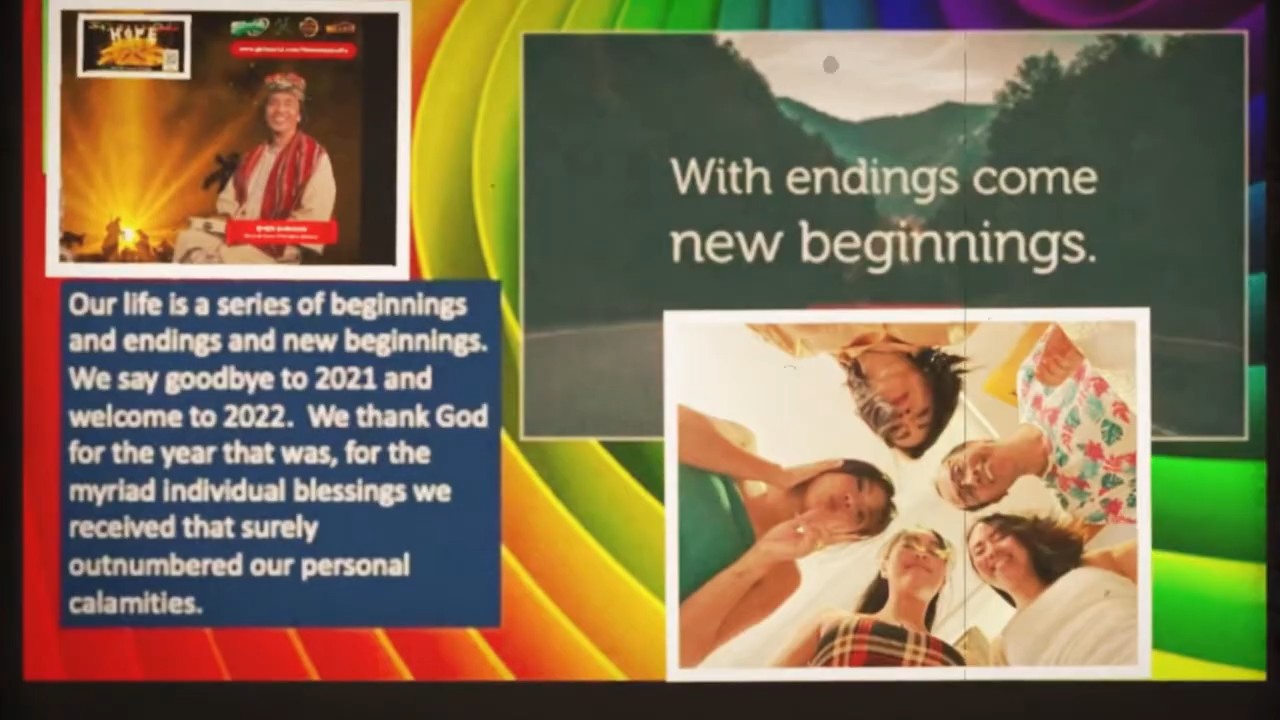 HOPE
Our life is a series of beginnings
and endings and new beginnings.
We say goodbye to 2021 and
welcome to 2022. We thank God
for the year that was, for the
myriad individual blessings we
received that surely
outnumbered our personal
calamities.
With endings come
new beginnings.